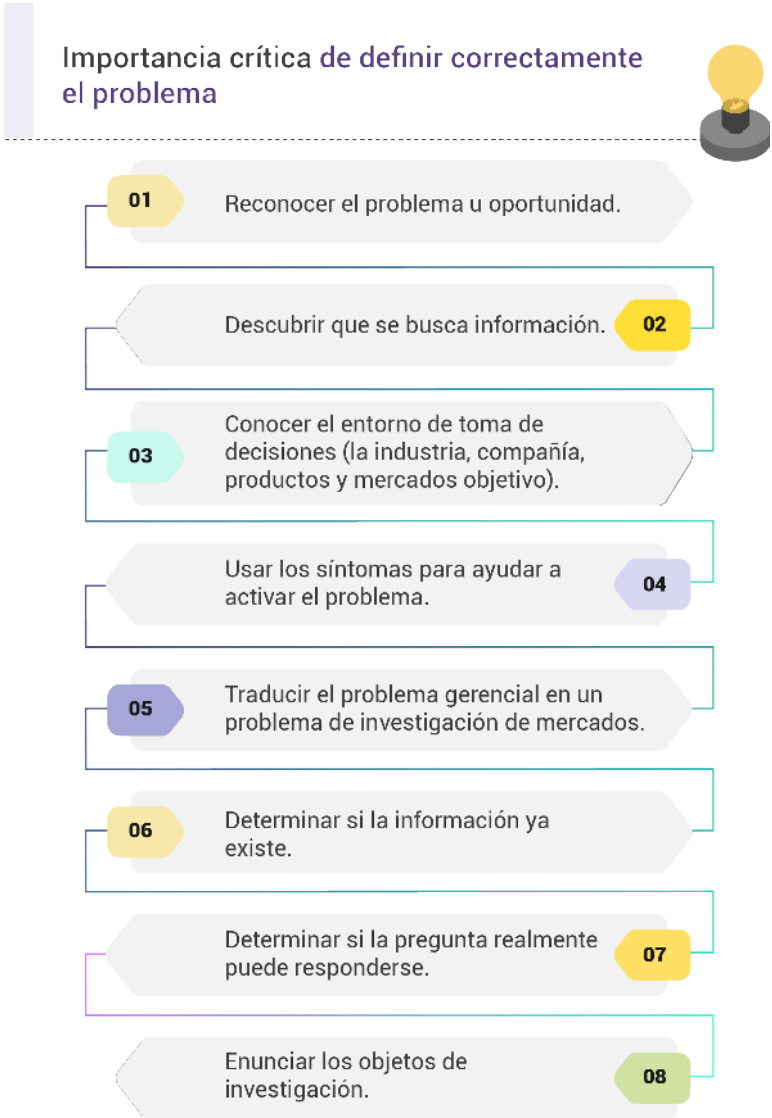 Importancia crítica de definir correctamente
el problema
01
Reconocer el problema u oportunidad.
Descubrir que se busca información.
02
03
Conocer el entorno de toma de
decisiones (la industria, compañía,
productos y mercados objetivo).
Usar los síntomas para ayudar a
activar el problema.
04
05
Traducir el problema gerencial en un
problema de investigación de mercados.
06
Determinar si la información ya
existe.
Determinar si la pregunta realmente
puede responderse.
07
Enunciar los objetos de
investigación.
08